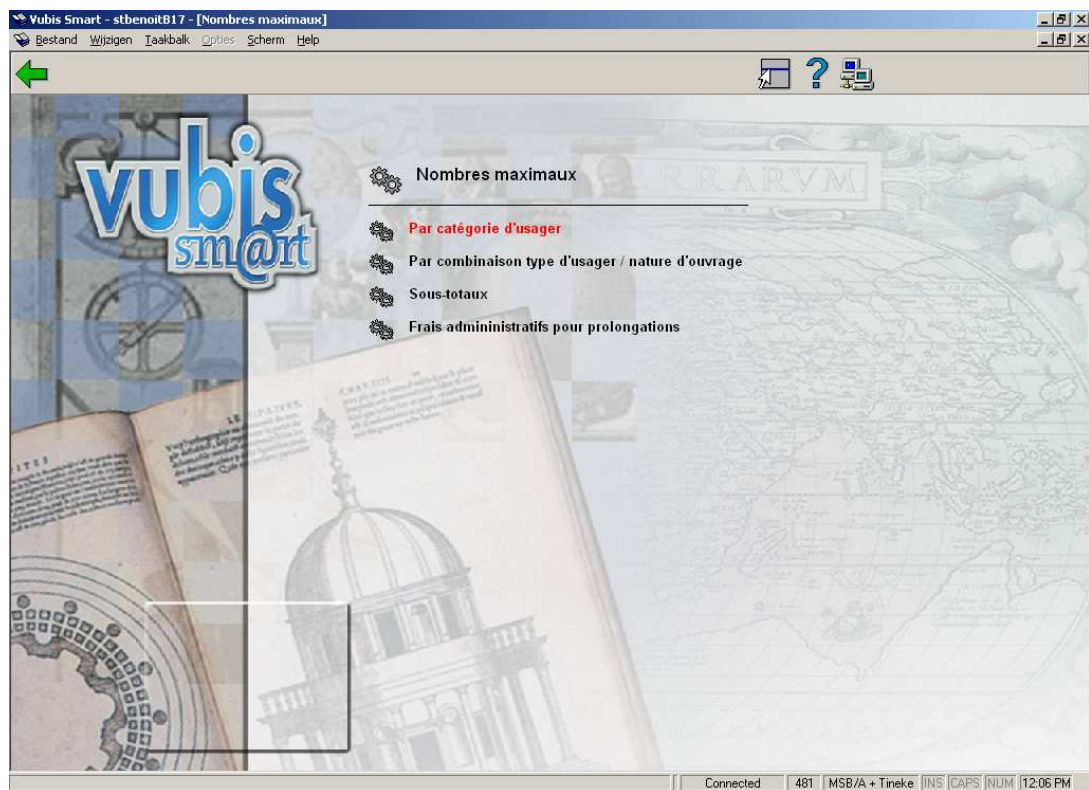 Vubis Smart - stbenoitB17 - [Nombres maximaux]
Bestand Wijzigen Taakbalk Opties Scherm Help
vubis
sm@rt
RRARVM
Nombres maximaux
Par catégorie d'usager
Par combinaison type d'usager / nature d'ouvrage
Sous-totaux
Frais admininistratifs pour prolongations
Connected 481 MSB/A + Tineke INS CAPS NUM 12:06 PM